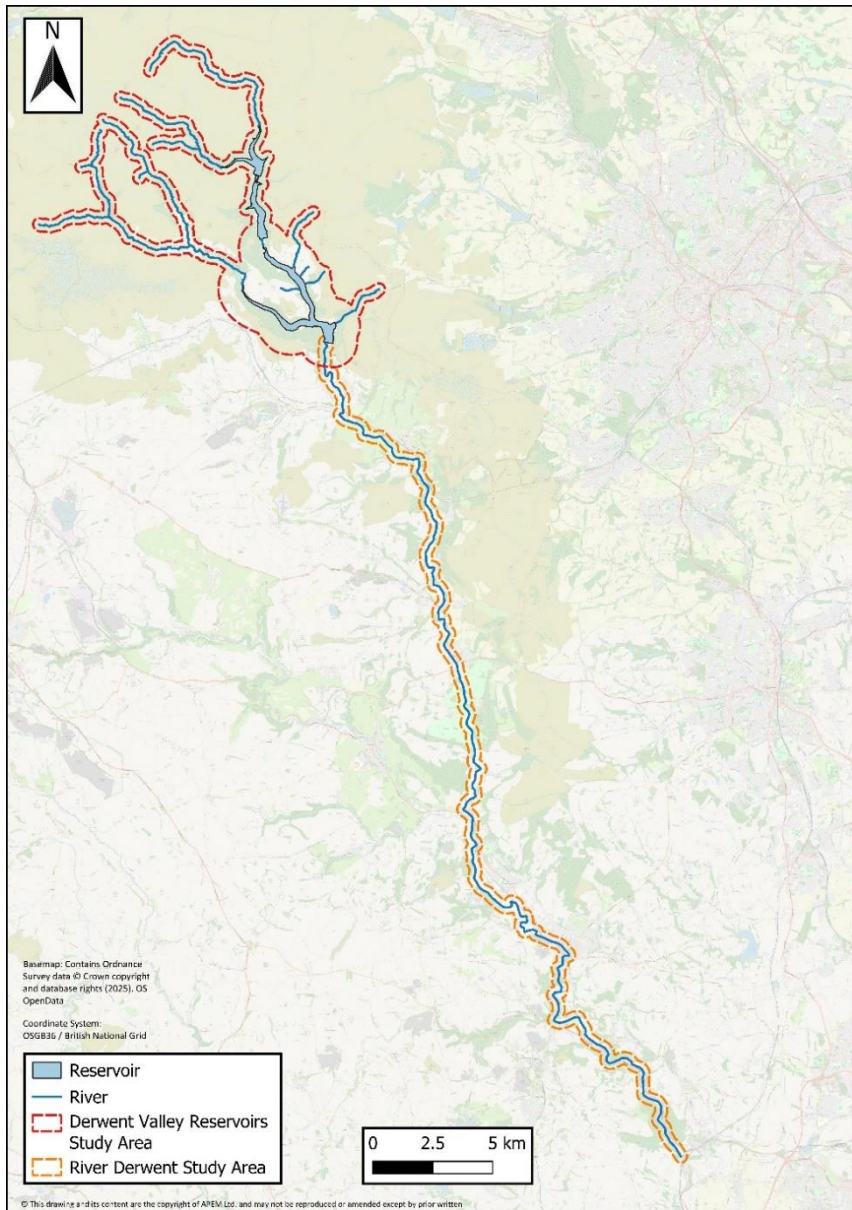 N
Basemap: Contains Ordnance
Survey data © Crown copyright
and database rights (2025). OS
OpenData
Coordinate System:
OSGB36 / British National Grid
Reservoir
River
Derwent Valley Reservoirs
Study Area
River Derwent Study Area
0 2.5 5 km
© This drawing and its content are the copyright of APEM Ltd. and may not be reproduced or amended except by prior written